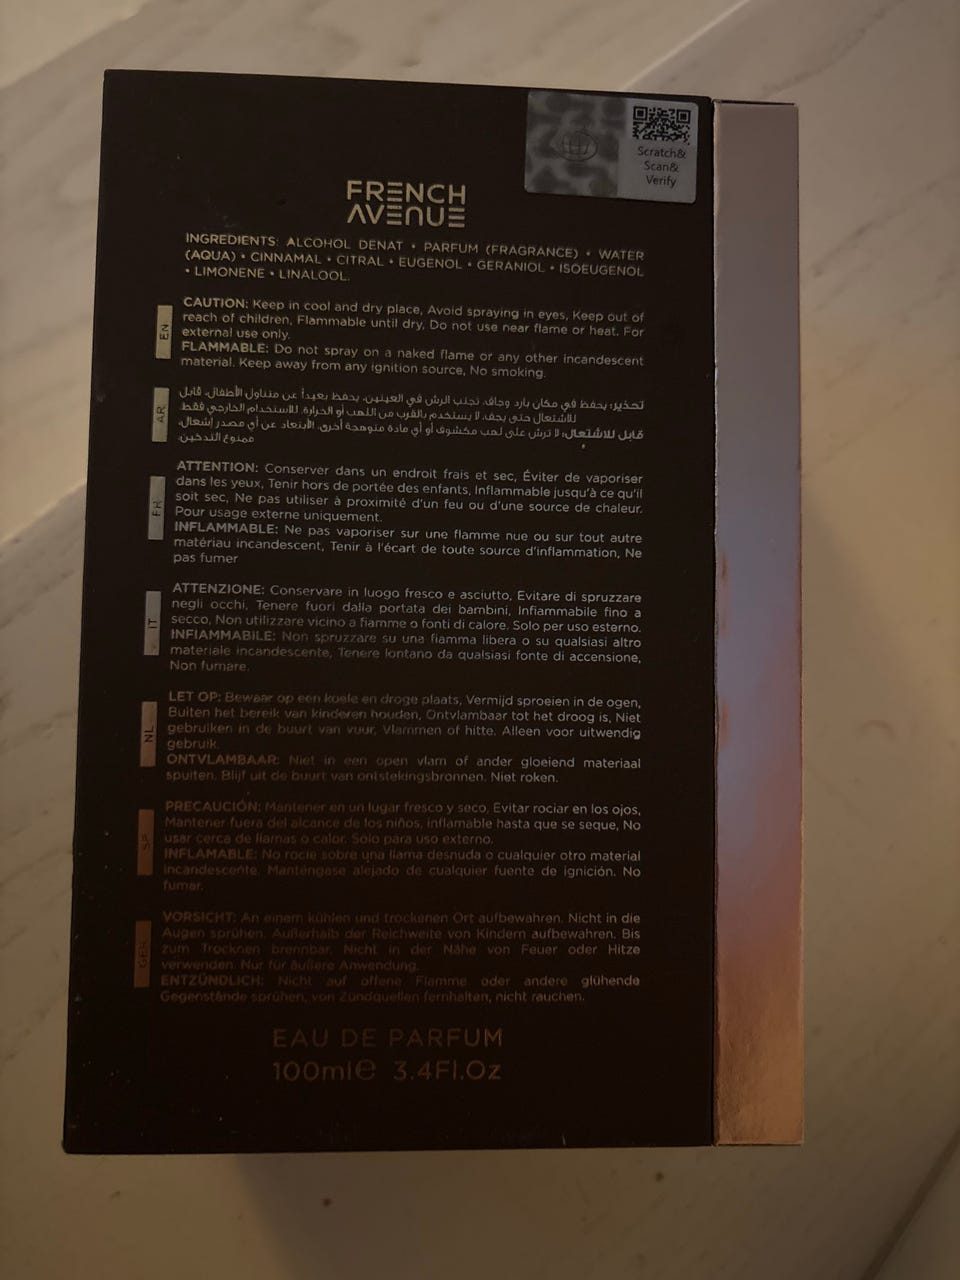 Scratch&
Scan&
Verify
FRENCH
AVENUE
INGREDIENTS: ALCOHOL DENAT • PARFUM (FRAGRANCE) • WATER
(AQUA) • CINNAMAL • CITRAL • EUGENOL • GERANIOL • ISOEUGENOL
• LIMONENE • LINALOOL.
EN
CAUTION: Keep in cool and dry place, Avoid spraying in eyes, Keep out of
reach of children, Flammable until dry, Do not use near flame or heat. For
external use only.
FLAMMABLE: Do not spray on a naked flame or any other incandescent
material. Keep away from any ignition source, No smoking.
AR
تحذير: يحفظ في مكان بارد وجاف، تجنب الرش في العينين، يحفظ بعيداً عن متناول الأطفال، قابل
للاشتعال حتى يجف، لا يستخدم بالقرب من اللهب أو الحرارة. للاستخدام الخارجي فقط
قابل للاشتعال: لا ترش على لهب مكشوف أو أي مادة متوهجة أخرى، الأبتعاد عن أي مصدر إشعال،
ممنوع التدخين.
FH
ATTENTION: Conserver dans un endroit frais et sec, Éviter de vaporiser
dans les yeux, Tenir hors de portée des enfants, Inflammable jusqu'à ce qu'il
soit sec, Ne pas utiliser à proximité d'un feu ou d'une source de chaleur.
Pour usage externe uniquement.
INFLAMMABLE: Ne pas vaporiser sur une flamme nue ou sur tout autre
matériau incandescent, Tenir à l'écart de toute source d'inflammation, Ne
pas fumer
IT
ATTENZIONE: Conservare in luogo fresco e asciutto, Evitare di spruzzare
negli occhi, Tenere fuori dalla portata dei bambini, Infiammabile fino a
secco, Non utilizzare vicino a fiamme o fonti di calore. Solo per uso esterno.
INFIAMMABILE: Non spruzzare su una fiamma libera o su qualsiasi altro
materiale incandescente, Tenere lontano da qualsiasi fonte di accensione,
Non fumare.
NL
LET OP: Bewaar op een koele en droge plaats, Vermijd sproeien in de ogen,
Buiten het bereik van kinderen houden, Ontvlambaar tot het droog is, Niet
gebruiken in de buurt van vuur, Vlammen of hitte. Alleen voor uitwendig
gebruik.
ONTVLAMBAAR: Niet in een open vlam of ander gloeiend materiaal
spuiten. Blijf uit de buurt van ontstekingsbronnen. Niet roken.
SP
PRECAUCIÓN: Mantener en un lugar fresco y seco, Evitar rociar en los ojos,
Mantener fuera del alcance de los niños, inflamable hasta que se seque, No
usar cerca de llamas o calor. Sólo para uso externo.
INFLAMABLE: No rocíe sobre una llama desnuda o cualquier otro material
incandescente. Manténgase alejado de cualquier fuente de ignición. No
fumar.
GER
VORSICHT: An einem kühlen und trockenen Ort aufbewahren. Nicht in die
Augen sprühen. Außerhalb der Reichweite von Kindern aufbewahren. Bis
zum Trocknen brennbar. Nicht in der Nähe von Feuer oder Hitze
verwenden. Nur für äußere Anwendung.
ENTZÜNDLICH: Nicht auf offene Flamme oder andere glühende
Gegenstände sprühen, von Zündquellen fernhalten, nicht rauchen.
EAU DE PARFUM
100ml℮ 3.4Fl.Oz